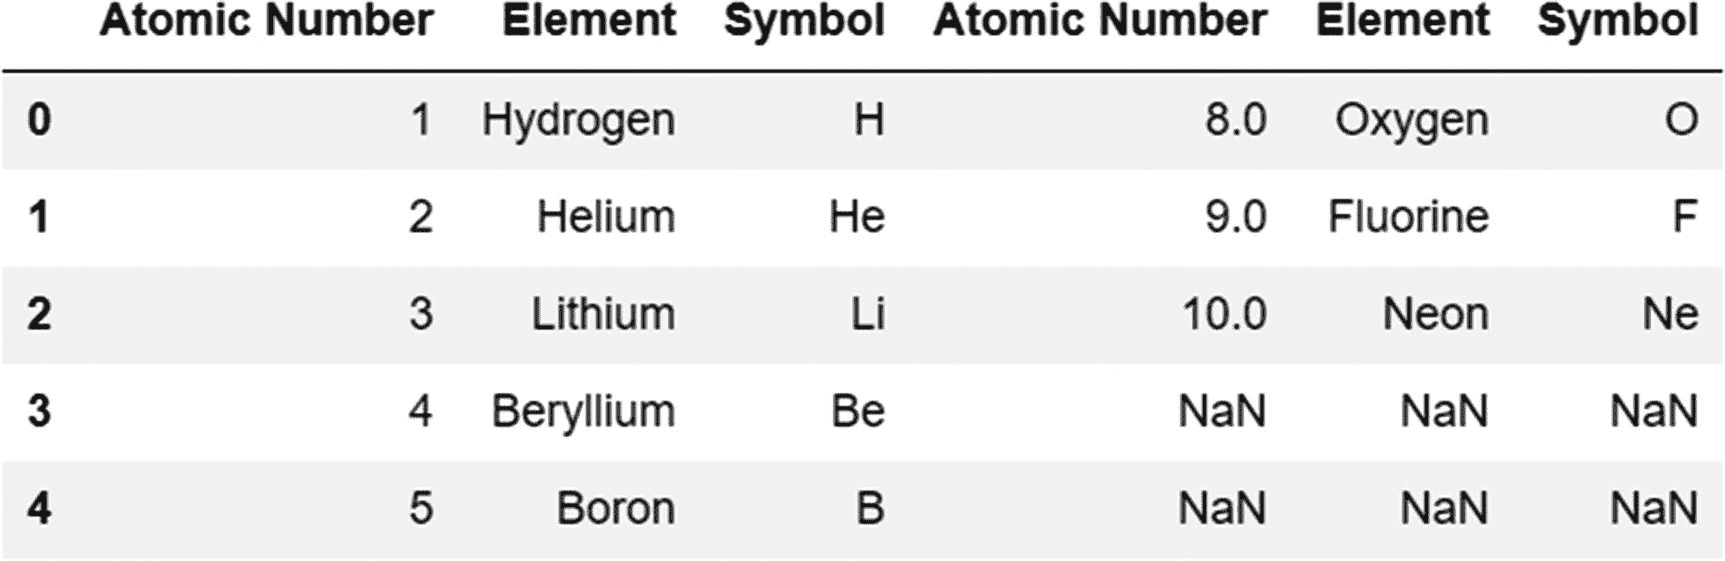 Atomic Number Element Symbol Atomic Number Element Symbol
0 1 Hydrogen H 8.0 Oxygen O
1 2 Helium He 9.0 Fluorine F
2 3 Lithium Li 10.0 Neon Ne
3 4 Beryllium Be NaN NaN NaN
4 5 Boron B NaN NaN NaN